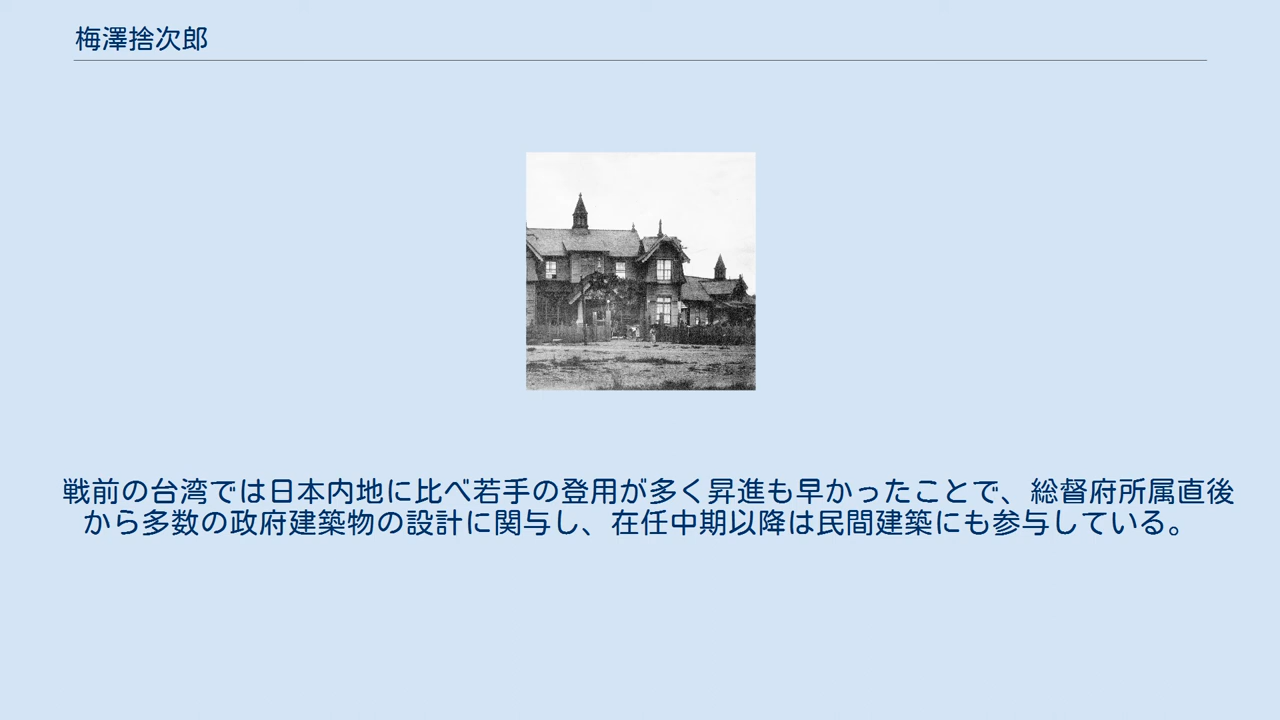 梅澤捨次郎
戦前の台湾では日本内地に比べ若手の登用が多く昇進も早かったことで、総督府所属直後
から多数の政府建築物の設計に関与し、在任中期以降は民間建築にも参与している。